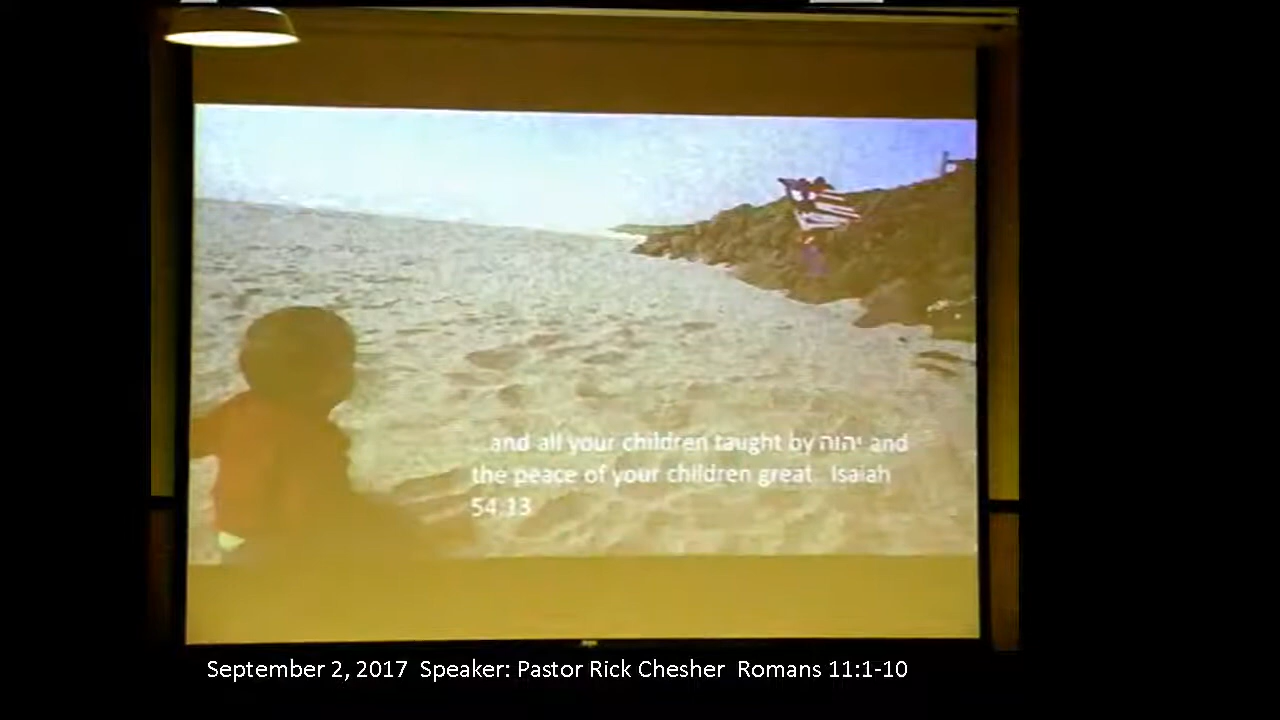 ...and all your children taught by יהוה and
the peace of your children great. Isaiah
54:13
September 2, 2017  Speaker: Pastor Rick Chesher  Romans 11:1-10